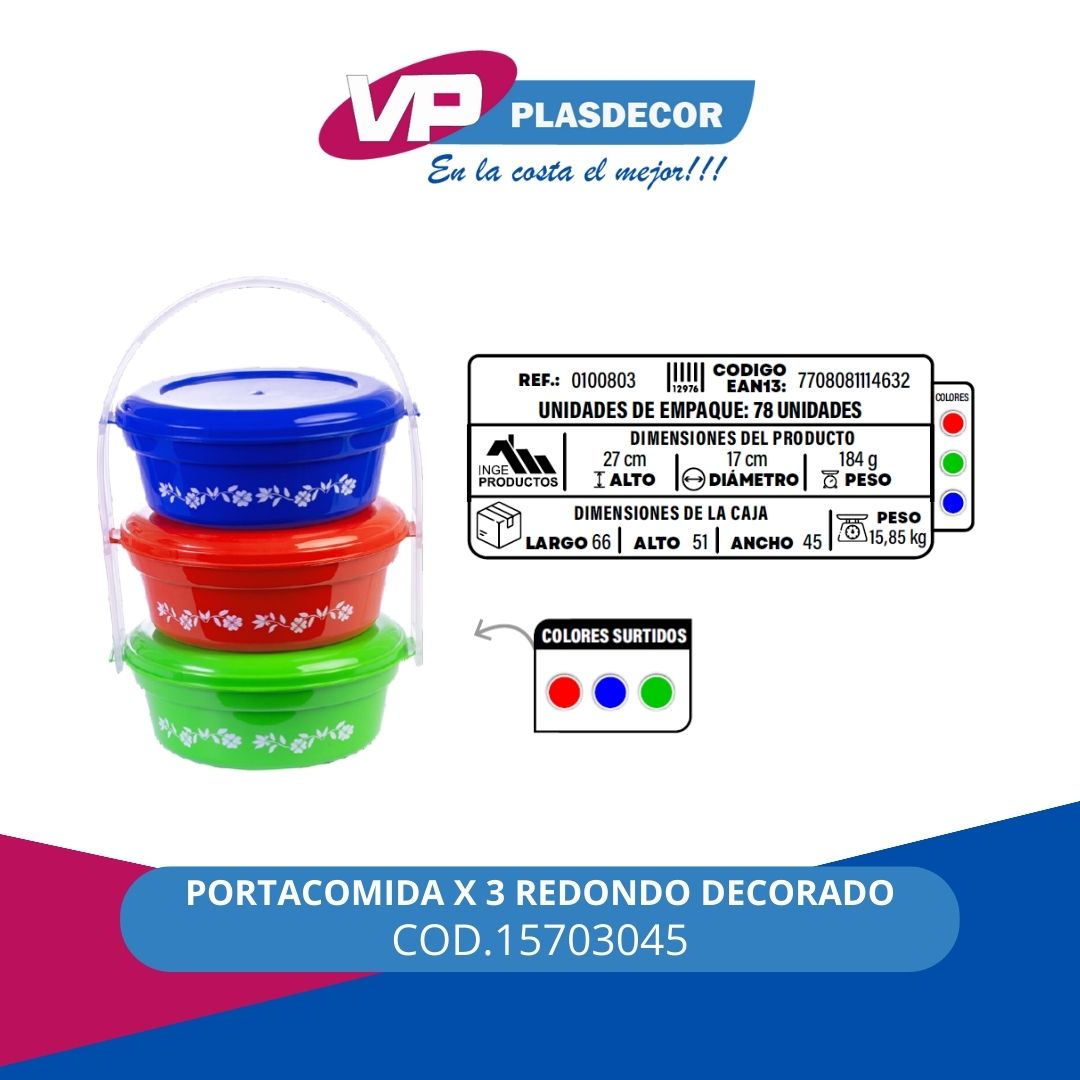 VP PLASDECOR
En la costa el mejor!!!
REF.: 0100803 12976 CODIGO EAN13: 7708081114632
UNIDADES DE EMPAQUE: 78 UNIDADES
COLORES
INGE PRODUCTOS
DIMENSIONES DEL PRODUCTO
27 cm ALTO
17 cm DIÁMETRO
184 g PESO
DIMENSIONES DE LA CAJA
LARGO 66 ALTO 51 ANCHO 45
PESO 15,85 kg
COLORES SURTIDOS
PORTACOMIDA X 3 REDONDO DECORADO
COD.15703045